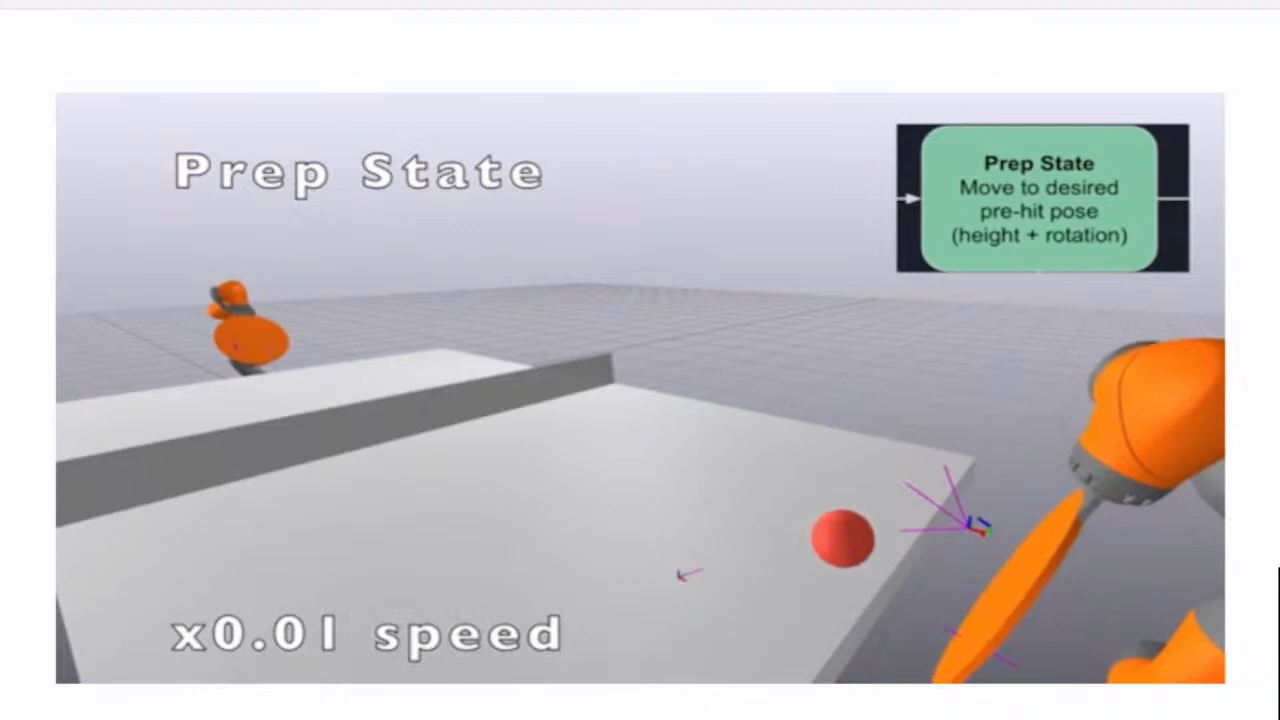 Prep State
Prep State
Move to desired
pre-hit pose
(height + rotation)
x0.01 speed